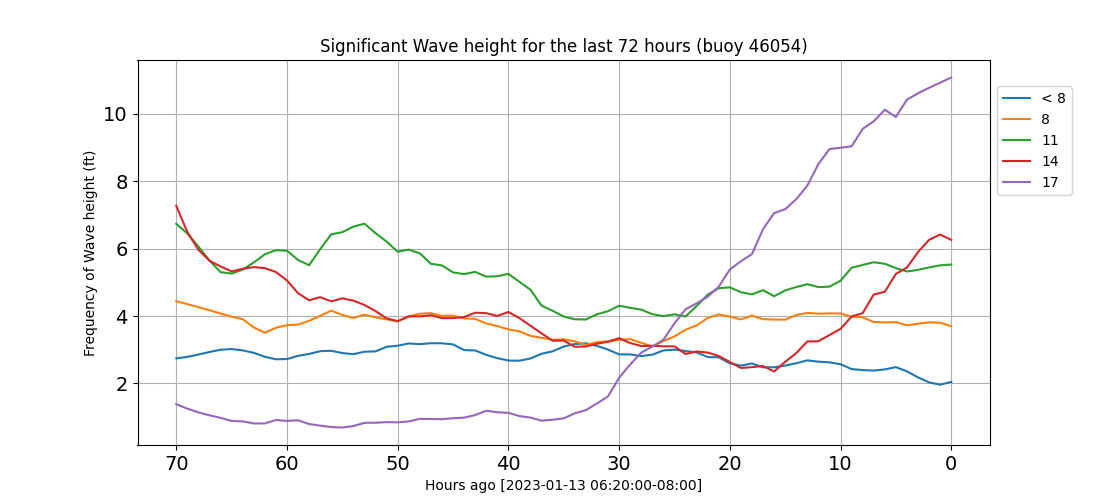 Significant Wave height for the last 72 hours (buoy 46054)
Frequency of Wave height (ft)
10
8
6
4
2
70 60 50 40 30 20 10 0
Hours ago [2023-01-13 06:20:00-08:00]
< 8
8
11
14
17